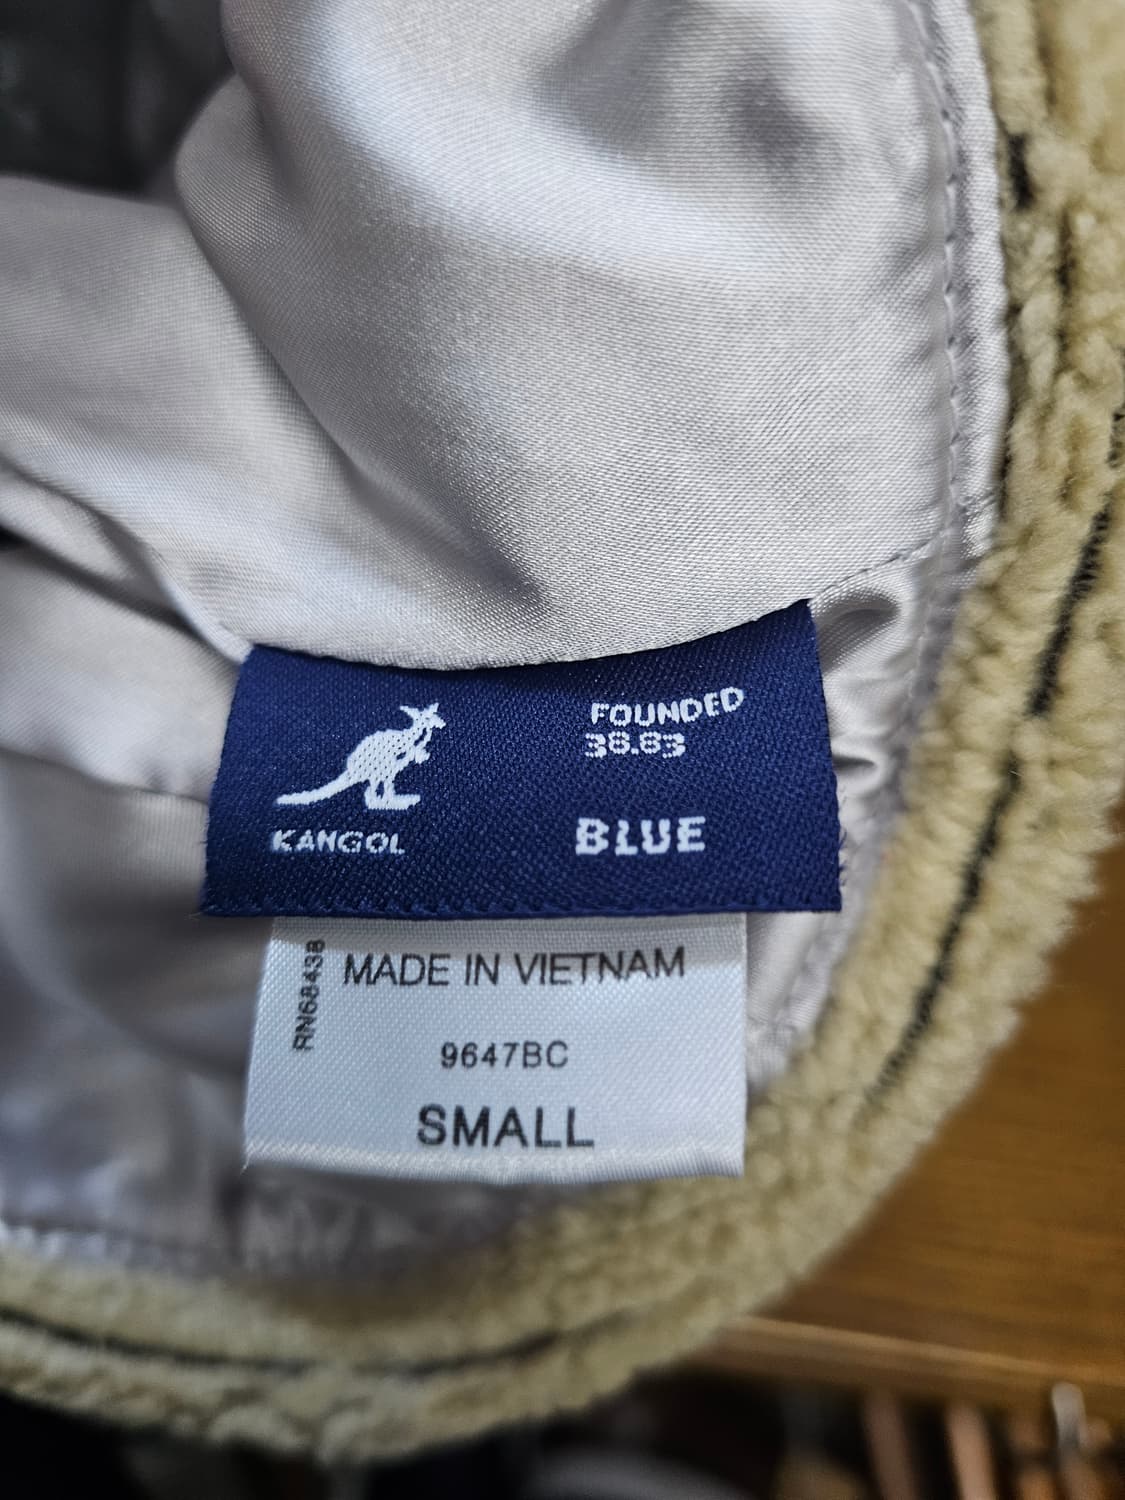 FOUNDED
38.83
KANGOL
BLUE
RN68438
MADE IN VIETNAM
9647BC
SMALL